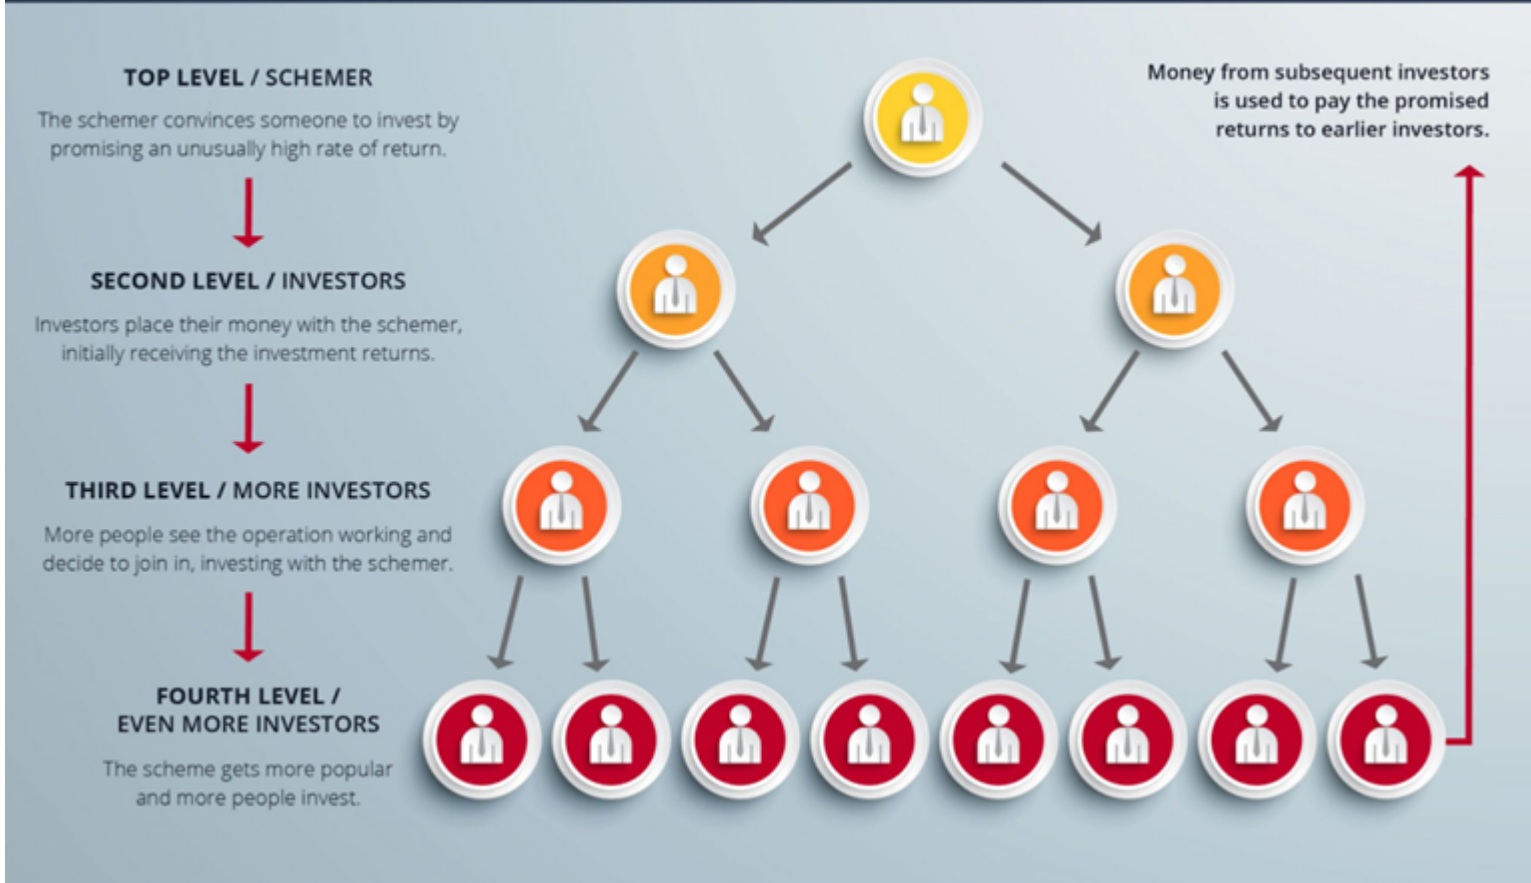 TOP LEVEL / SCHEMER
The schemer convinces someone to invest by
promising an unusually high rate of return.
SECOND LEVEL / INVESTORS
Investors place their money with the schemer,
initially receiving the investment returns.
THIRD LEVEL / MORE INVESTORS
More people see the operation working and
decide to join in, investing with the schemer.
FOURTH LEVEL /
EVEN MORE INVESTORS
The scheme gets more popular
and more people invest.
Money from subsequent investors
is used to pay the promised
returns to earlier investors.